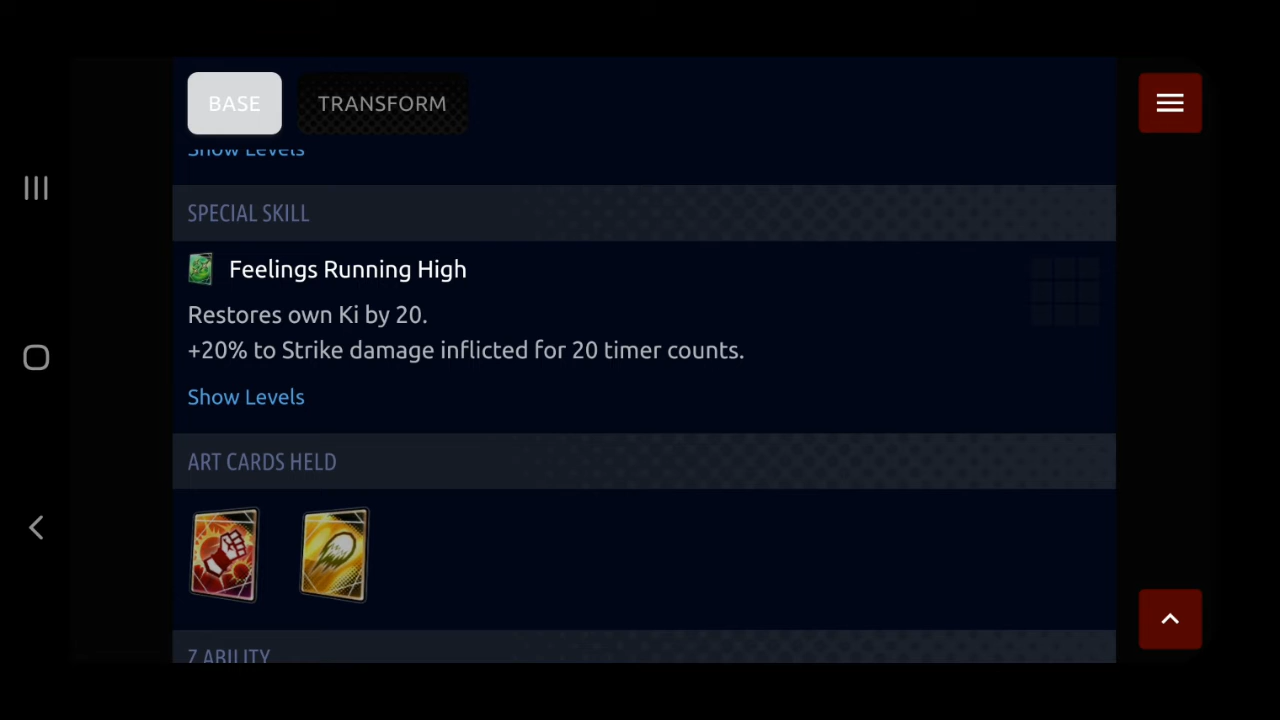 BASE TRANSFORM
Show Levels
SPECIAL SKILL
Feelings Running High
Restores own Ki by 20.
+20% to Strike damage inflicted for 20 timer counts.
Show Levels
ART CARDS HELD
Z ABILITY